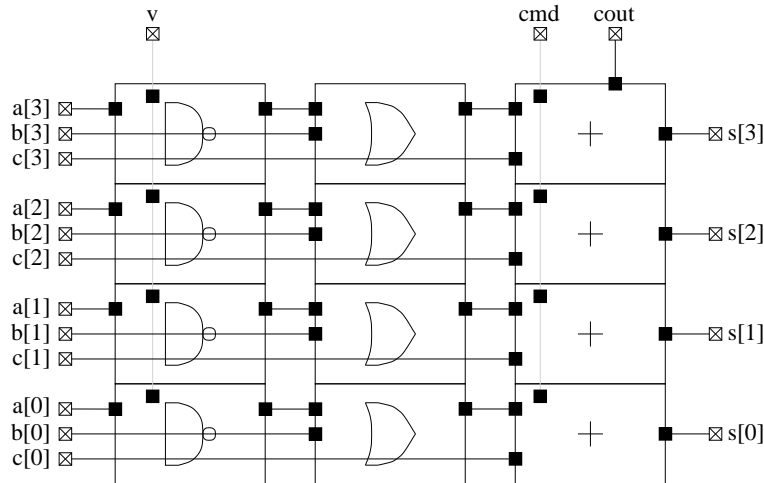 v cmd cout
a[3]
b[3] s[3]
c[3]
a[2]
b[2] s[2]
c[2]
a[1]
b[1] s[1]
c[1]
a[0]
b[0] s[0]
c[0]